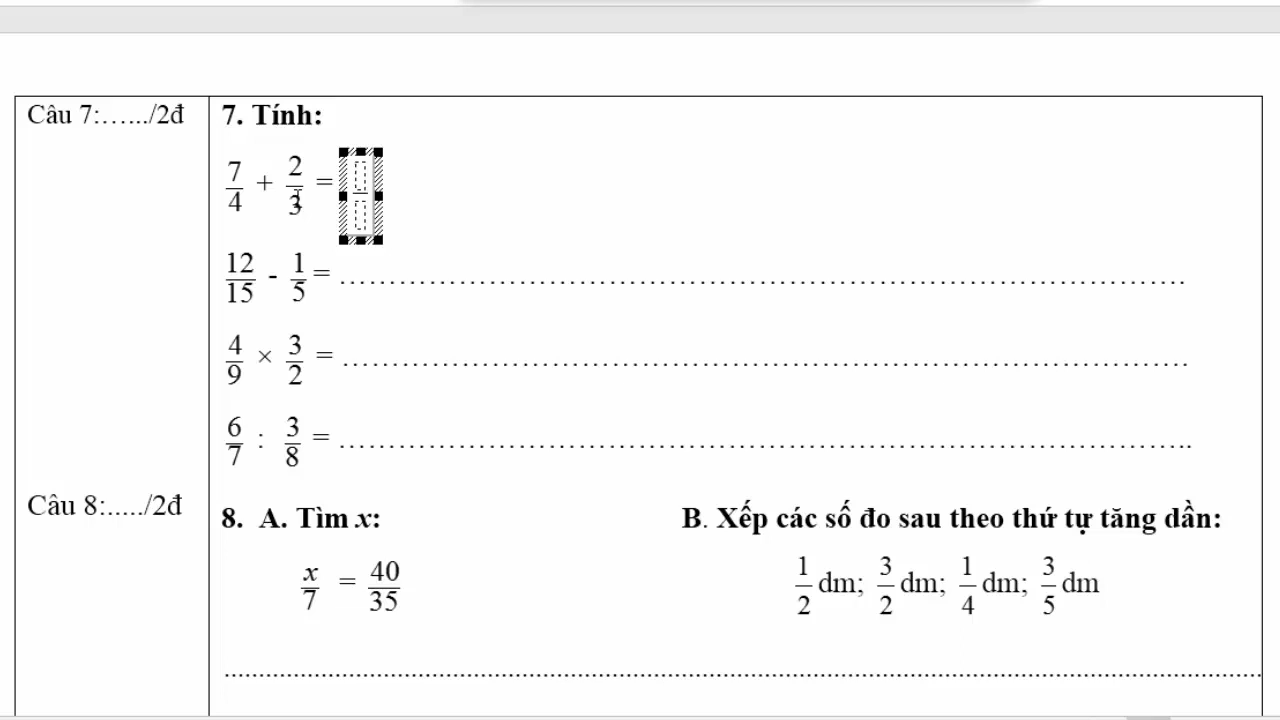 Câu 7:....../2đ
7. Tính:
7/4 + 2/3 =
12/15 - 1/5 = ................................................................................
4/9 × 3/2 = ................................................................................
6/7 : 3/8 = ................................................................................
Câu 8:...../2đ
8. A. Tìm x:
B. Xếp các số đo sau theo thứ tự tăng dần:
x/7 = 40/35
1/2 dm; 3/2 dm; 1/4 dm; 3/5 dm
................................................................................